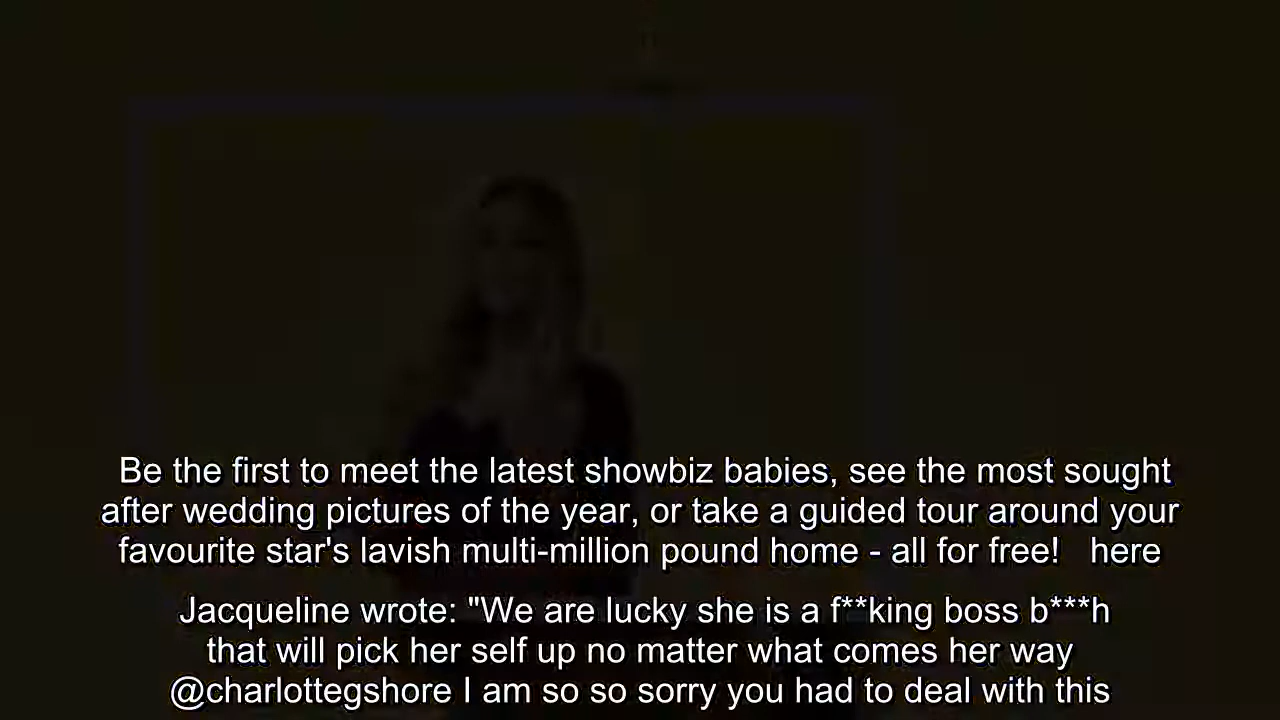 Be the first to meet the latest showbiz babies, see the most sought
after wedding pictures of the year, or take a guided tour around your
favourite star's lavish multi-million pound home - all for free!   here
Jacqueline wrote: "We are lucky she is a f**king boss b***h
that will pick her self up no matter what comes her way
@charlottegshore I am so so sorry you had to deal with this